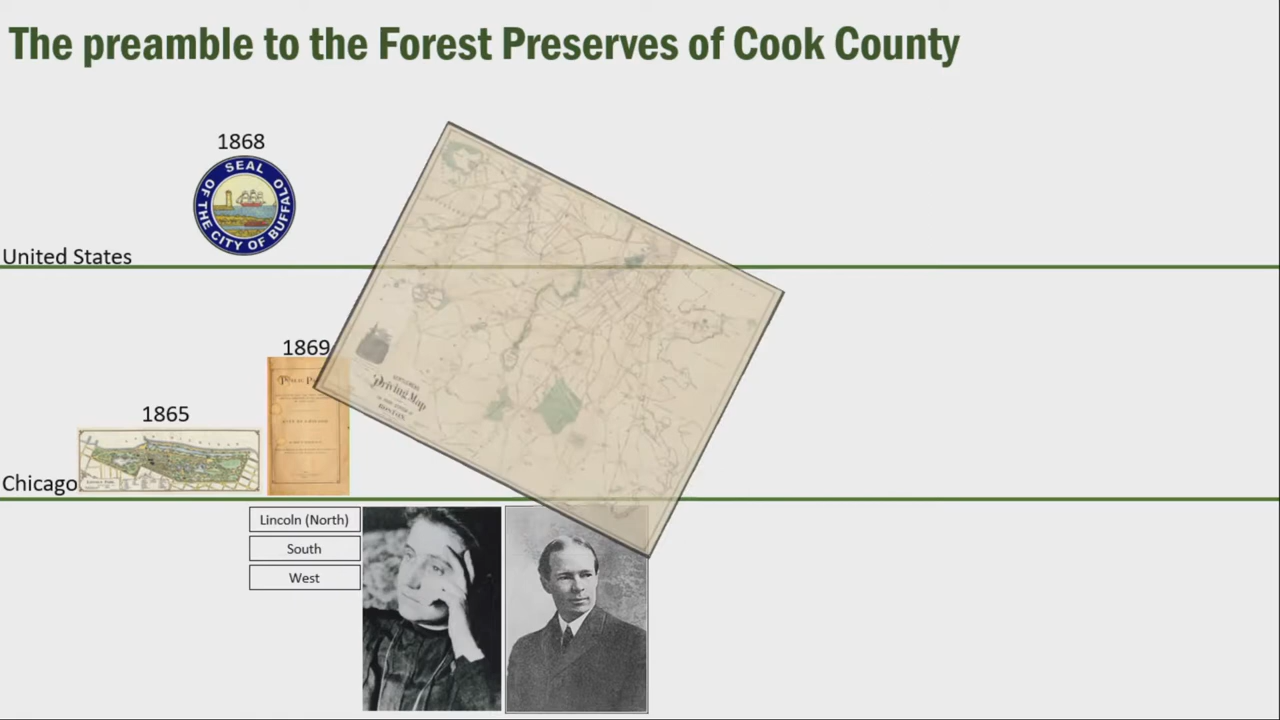 The preamble to the Forest Preserves of Cook County
1868
SEAL
OF THE CITY OF BUFFALO
United States
1869
1865
Chicago
Driving Map
Lincoln (North)
South
West